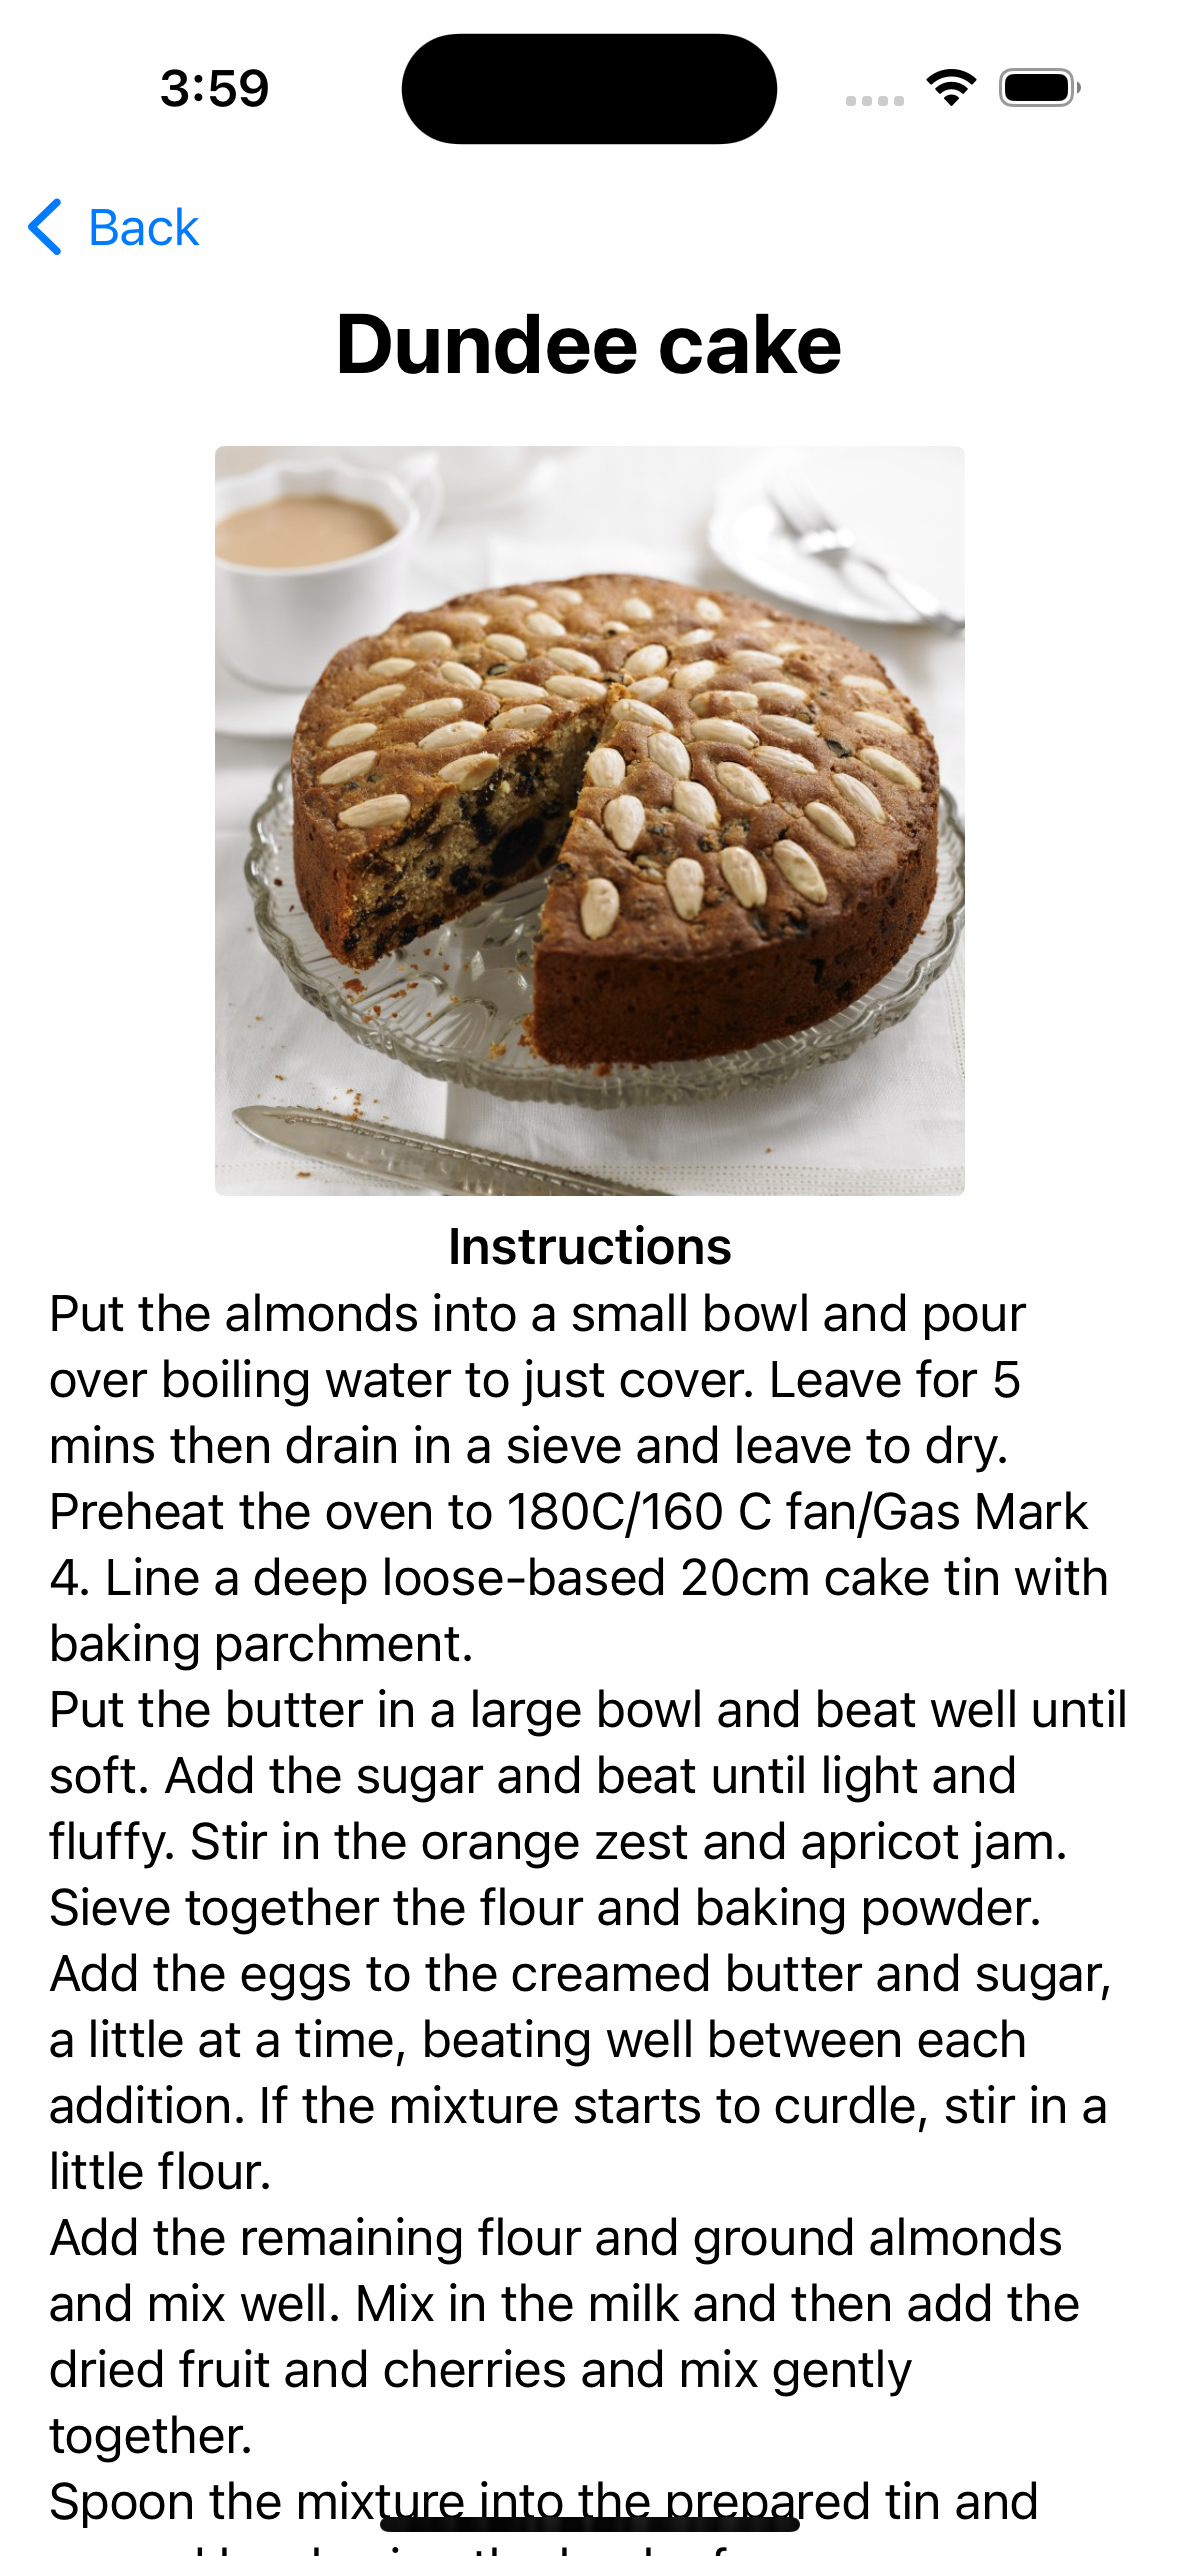 3:59
Back
Dundee cake
Instructions
Put the almonds into a small bowl and pour
over boiling water to just cover. Leave for 5
mins then drain in a sieve and leave to dry.
Preheat the oven to 180C/160 C fan/Gas Mark
4. Line a deep loose-based 20cm cake tin with
baking parchment.
Put the butter in a large bowl and beat well until
soft. Add the sugar and beat until light and
fluffy. Stir in the orange zest and apricot jam.
Sieve together the flour and baking powder.
Add the eggs to the creamed butter and sugar,
a little at a time, beating well between each
addition. If the mixture starts to curdle, stir in a
little flour.
Add the remaining flour and ground almonds
and mix well. Mix in the milk and then add the
dried fruit and cherries and mix gently
together.
Spoon the mixture into the prepared tin and